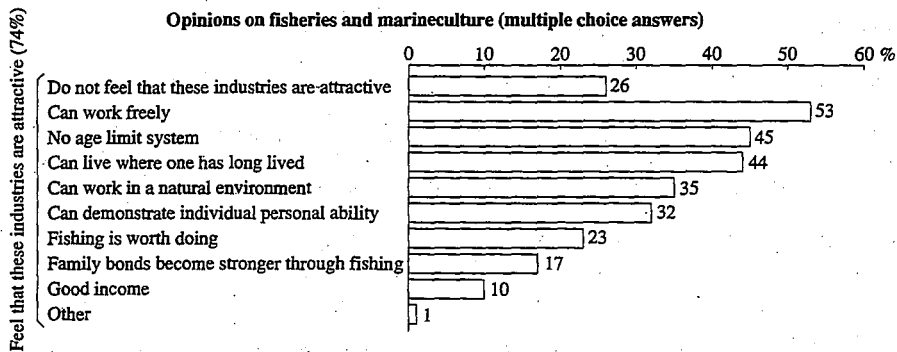 Opinions on fisheries and marineculture (multiple choice answers)
0 10 20 30 40 50 60 %
Feel that these industries are attractive (74%)
Do not feel that these industries are attractive 26
Can work freely 53
No age limit system 45
Can live where one has long lived 44
Can work in a natural environment 35
Can demonstrate individual personal ability 32
Fishing is worth doing 23
Family bonds become stronger through fishing 17
Good income 10
Other 1